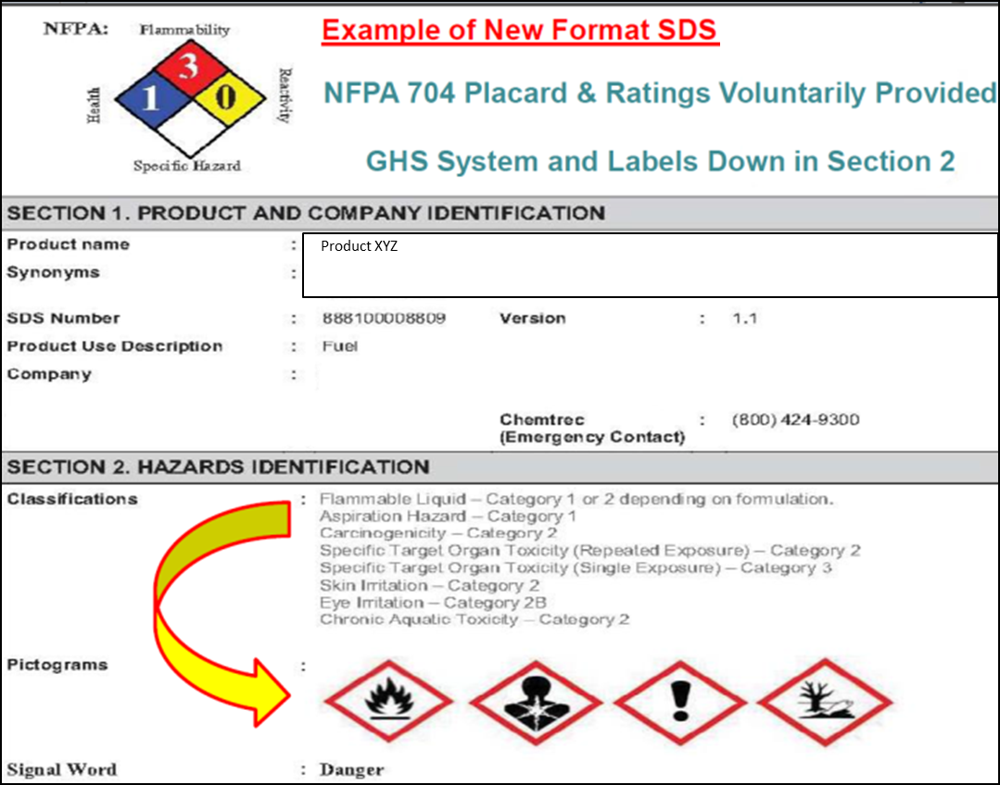 NFPA: Flammability
3
1 0
Health
Reactivity
Specific Hazard
Example of New Format SDS
NFPA 704 Placard & Ratings Voluntarily Provided
GHS System and Labels Down in Section 2
SECTION 1. PRODUCT AND COMPANY IDENTIFICATION
Product name : Product XYZ
Synonyms :
SDS Number : 888100008809 Version : 1.1
Product Use Description : Fuel
Company :
Chemtrec : (800) 424-9300
(Emergency Contact)
SECTION 2. HAZARDS IDENTIFICATION
Classifications : Flammable Liquid – Category 1 or 2 depending on formulation.
Aspiration Hazard – Category 1
Carcinogenicity – Category 2
Specific Target Organ Toxicity (Repeated Exposure) – Category 2
Specific Target Organ Toxicity (Single Exposure) – Category 3
Skin Irritation – Category 2
Eye Irritation – Category 2B
Chronic Aquatic Toxicity – Category 2
Pictograms :
Signal Word : Danger